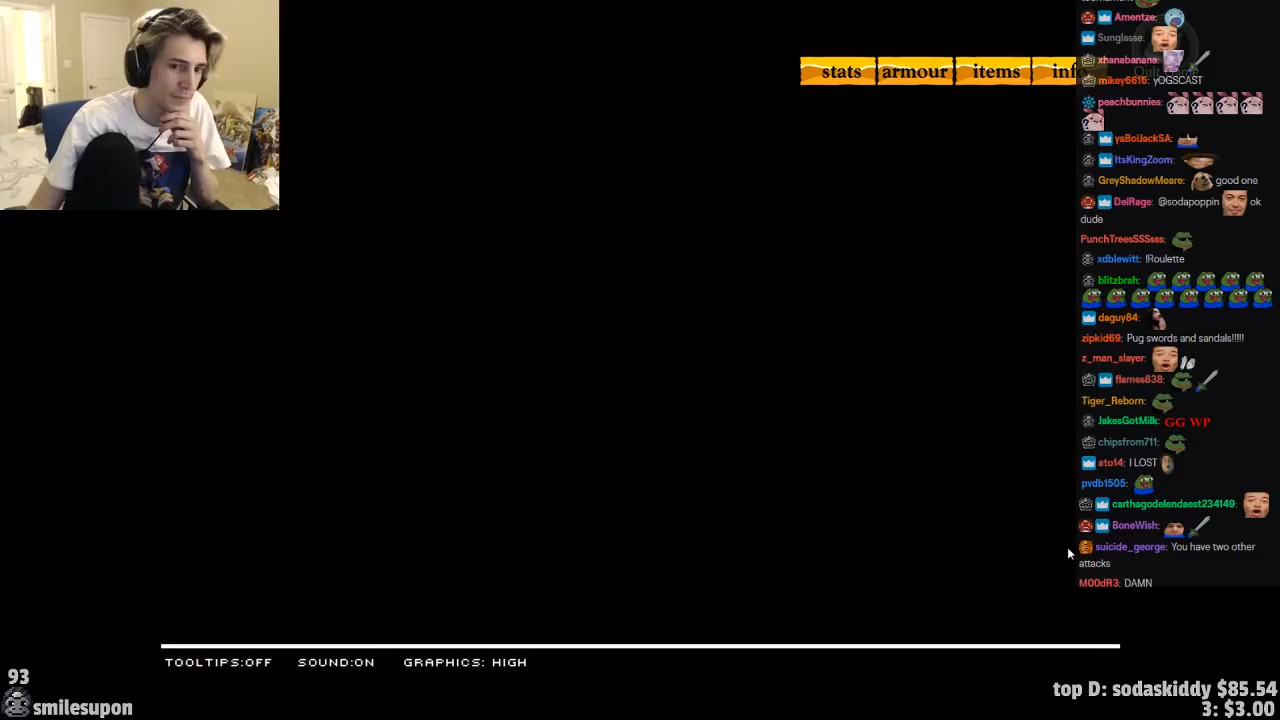 stats armour items inf
Amentze:
Sunglasse:
xhanabanana:
mikey6616: yOGSCAST
peachbunnies:
yaBoiJackSA:
ItsKingZoom:
GreyShadowMeare: good one
DelRage: @sodapoppin ok
dude
PunchTreesSSSsss:
xdblewitt: !Roulette
blitzbrah:
daguy84:
zipkid69: Pug swords and sandals!!!!!
z_man_slayer:
flames838:
Tiger_Reborn:
JakesGotMilk: GG WP
chipsfrom711:
ato14: I LOST
pvdb1505:
carthagodelendaest234149:
BoneWish:
suicide_george: You have two other
attacks
M00dR3: DAMN
TOOLTIPS:OFF SOUND:ON GRAPHICS: HIGH
93
smilesupon
top D: sodaskiddy $85.54
3: $3.00